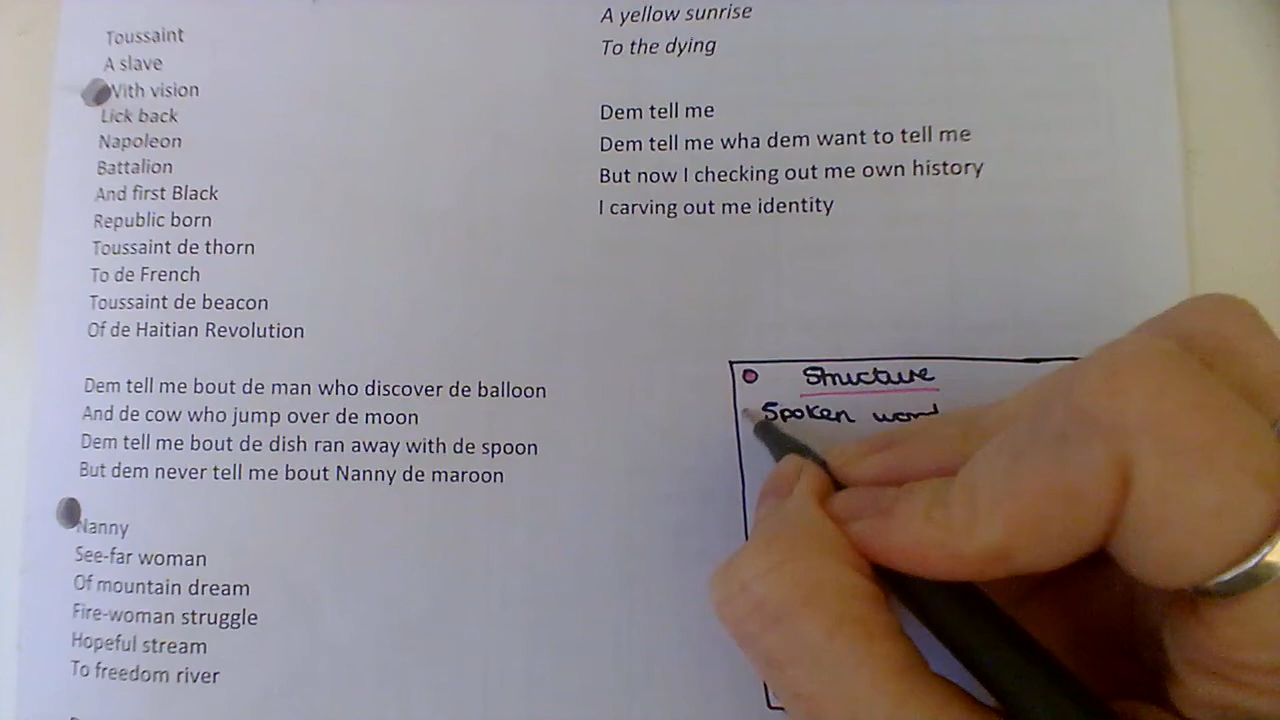 Toussaint
A slave
With vision
Lick back
Napoleon
Battalion
And first Black
Republic born
Toussaint de thorn
To de French
Toussaint de beacon
Of de Haitian Revolution
Dem tell me bout de man who discover de balloon
And de cow who jump over de moon
Dem tell me bout de dish ran away with de spoon
But dem never tell me bout Nanny de maroon
Nanny
See-far woman
Of mountain dream
Fire-woman struggle
Hopeful stream
To freedom river
A yellow sunrise
To the dying
Dem tell me
Dem tell me wha dem want to tell me
But now I checking out me own history
I carving out me identity
Structure
Spoken word